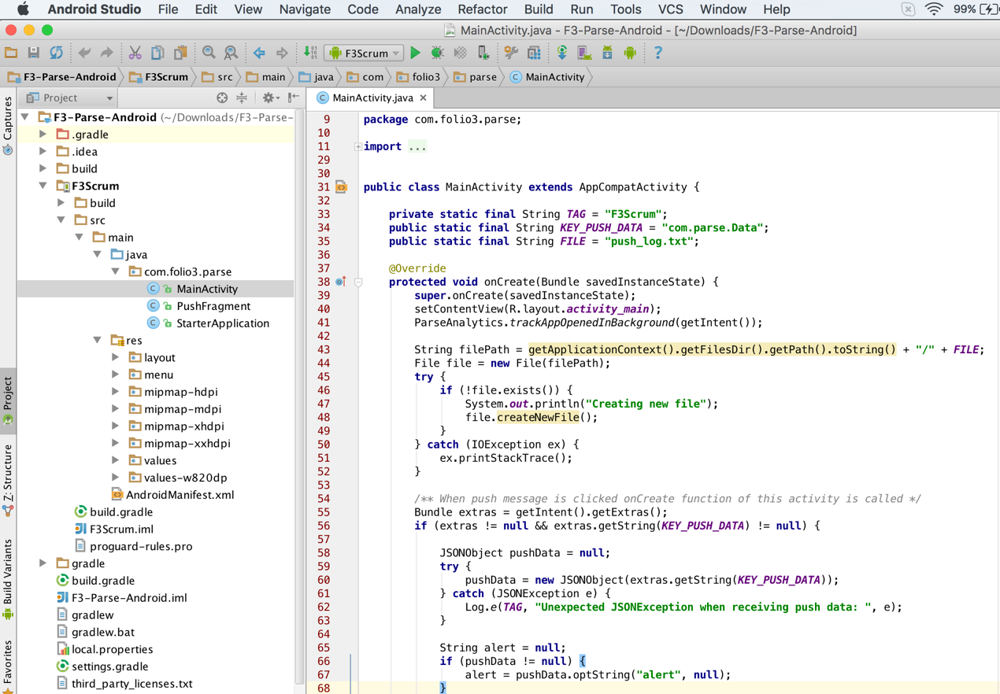 Android Studio File Edit View Navigate Code Analyze Refactor Build Run Tools VCS Window Help 99%
MainActivity.java - F3-Parse-Android - [~/Downloads/F3-Parse-Android]
F3Scrum
F3-Parse-Android F3Scrum src main java com folio3 parse MainActivity
Captures
Project
Z: Structure
Build Variants
Favorites
Project
F3-Parse-Android (~/Downloads/F3-Parse-
.gradle
.idea
build
F3Scrum
build
src
main
java
com.folio3.parse
MainActivity
PushFragment
StarterApplication
res
layout
menu
mipmap-hdpi
mipmap-mdpi
mipmap-xhdpi
mipmap-xxhdpi
values
values-w820dp
AndroidManifest.xml
build.gradle
F3Scrum.iml
proguard-rules.pro
gradle
build.gradle
F3-Parse-Android.iml
gradlew
gradlew.bat
local.properties
settings.gradle
third_party_licenses.txt
MainActivity.java
9 package com.folio3.parse;
10
11 import ...
29
30
31 public class MainActivity extends AppCompatActivity {
32
33 private static final String TAG = "F3Scrum";
34 public static final String KEY_PUSH_DATA = "com.parse.Data";
35 public static final String FILE = "push_log.txt";
36
37 @Override
38 protected void onCreate(Bundle savedInstanceState) {
39 super.onCreate(savedInstanceState);
40 setContentView(R.layout.activity_main);
41 ParseAnalytics.trackAppOpenedInBackground(getIntent());
42
43 String filePath = getApplicationContext().getFilesDir().getPath().toString() + "/" + FILE;
44 File file = new File(filePath);
45 try {
46 if (!file.exists()) {
47 System.out.println("Creating new file");
48 file.createNewFile();
49 }
50 } catch (IOException ex) {
51 ex.printStackTrace();
52 }
53
54 /** When push message is clicked onCreate function of this activity is called */
55 Bundle extras = getIntent().getExtras();
56 if (extras != null && extras.getString(KEY_PUSH_DATA) != null) {
57
58 JSONObject pushData = null;
59 try {
60 pushData = new JSONObject(extras.getString(KEY_PUSH_DATA));
61 } catch (JSONException e) {
62 Log.e(TAG, "Unexpected JSONException when receiving push data: ", e);
63 }
64
65 String alert = null;
66 if (pushData != null) {
67 alert = pushData.optString("alert", null);
68 }